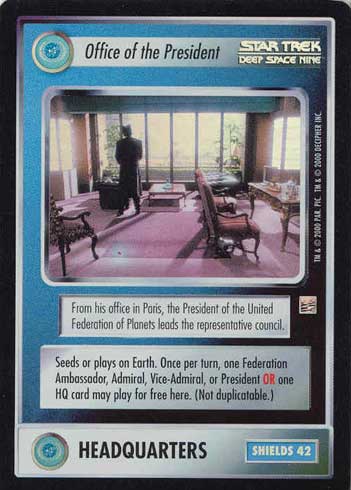 Office of the President
STAR TREK
DEEP SPACE NINE
TM & © 2000 PAR. PIC. TM & © 2000 DECIPHER INC.
From his office in Paris, the President of the United
Federation of Planets leads the representative council.
Seeds or plays on Earth. Once per turn, one Federation
Ambassador, Admiral, Vice-Admiral, or President OR one
HQ card may play for free here. (Not duplicatable.)
HEADQUARTERS
SHIELDS 42